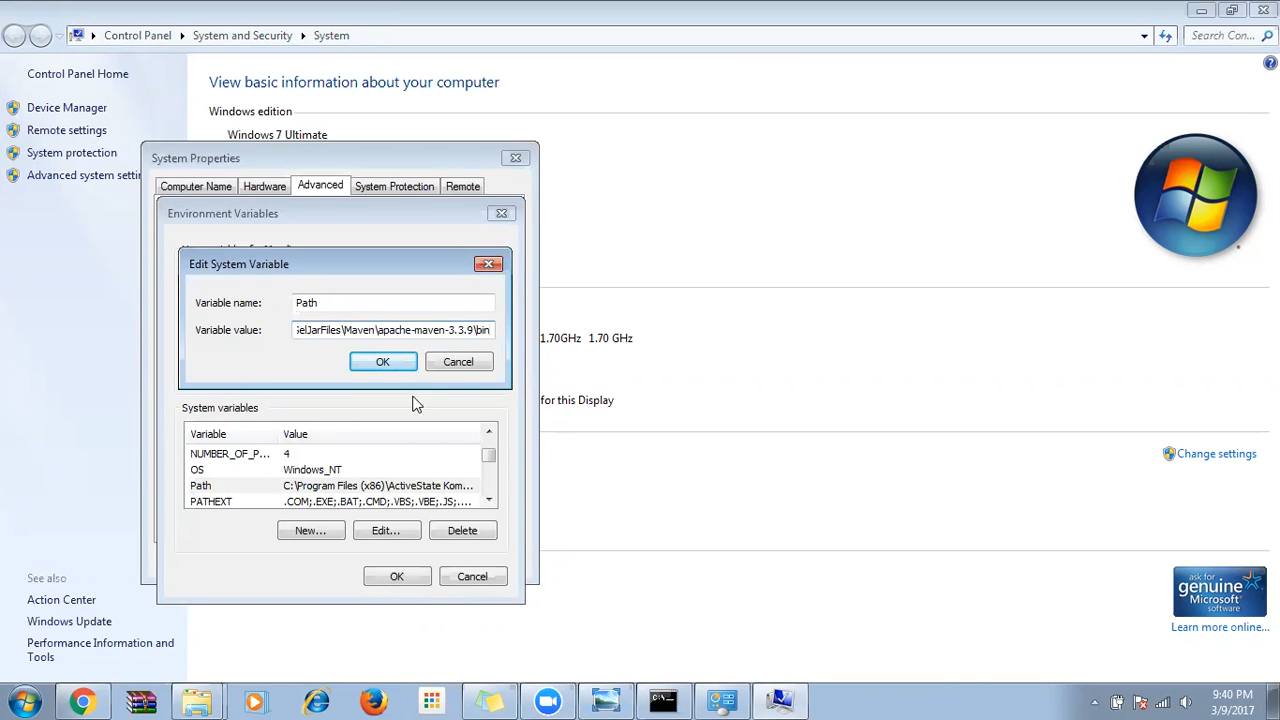 Control Panel
System and Security
System
Search Con...
Control Panel Home
Device Manager
Remote settings
System protection
Advanced system setti
View basic information about your computer
Windows edition
Windows 7 Ultimate
System Properties
Computer Name
Hardware
Advanced
System Protection
Remote
Environment Variables
Edit System Variable
Variable name:
Path
Variable value:
SelJarFiles\Maven\apache-maven-3.3.9\bin
OK
Cancel
1.70GHz 1.70 GHz
for this Display
System variables
Variable
Value
NUMBER_OF_P...
4
OS
Windows_NT
Path
C:\Program Files (x86)\ActiveState Kom...
PATHEXT
.COM;.EXE;.BAT;.CMD;.VBS;.VBE;.JS;....
New...
Edit...
Delete
OK
Cancel
Change settings
See also
Action Center
Windows Update
Performance Information and
Tools
ask for
genuine
Microsoft
software
Learn more online...
9:40 PM
3/9/2017